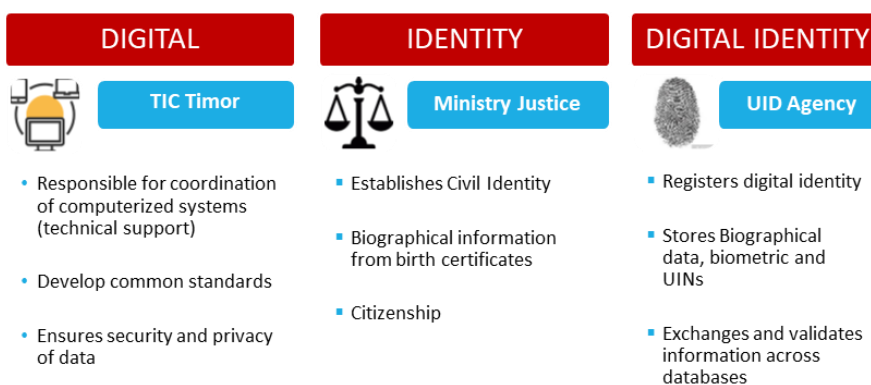 DIGITAL
TIC Timor
• Responsible for coordination
of computerized systems
(technical support)
• Develop common standards
• Ensures security and privacy
of data
IDENTITY
Ministry Justice
▪ Establishes Civil Identity
▪ Biographical information
from birth certificates
▪ Citizenship
DIGITAL IDENTITY
UID Agency
▪ Registers digital identity
▪ Stores Biographical
data, biometric and
UINs
▪ Exchanges and validates
information across
databases